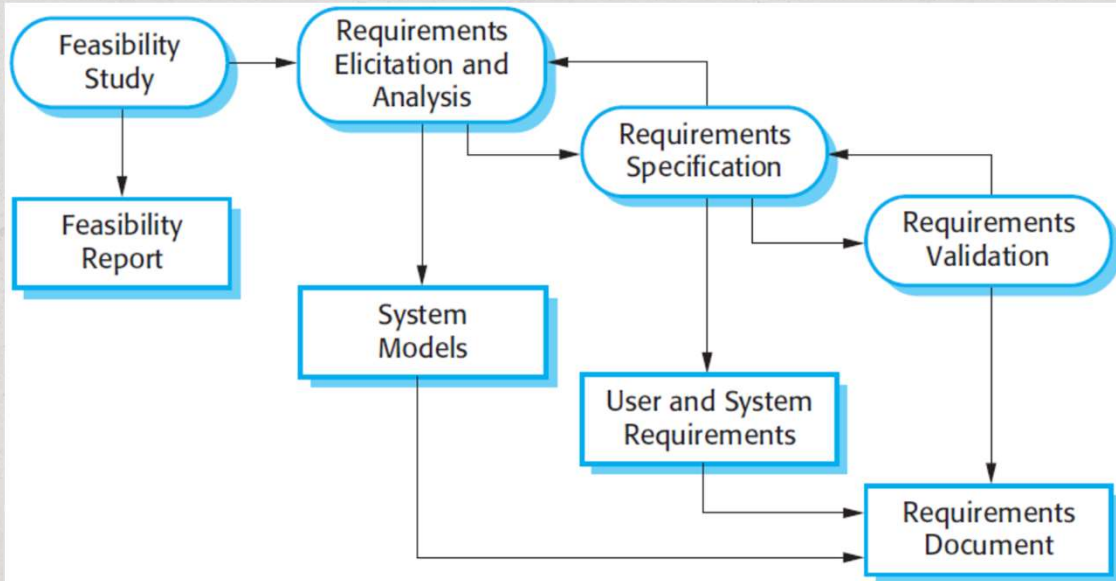 Feasibility
Study
Requirements
Elicitation and
Analysis
Requirements
Specification
Requirements
Validation
Feasibility
Report
System
Models
User and System
Requirements
Requirements
Document